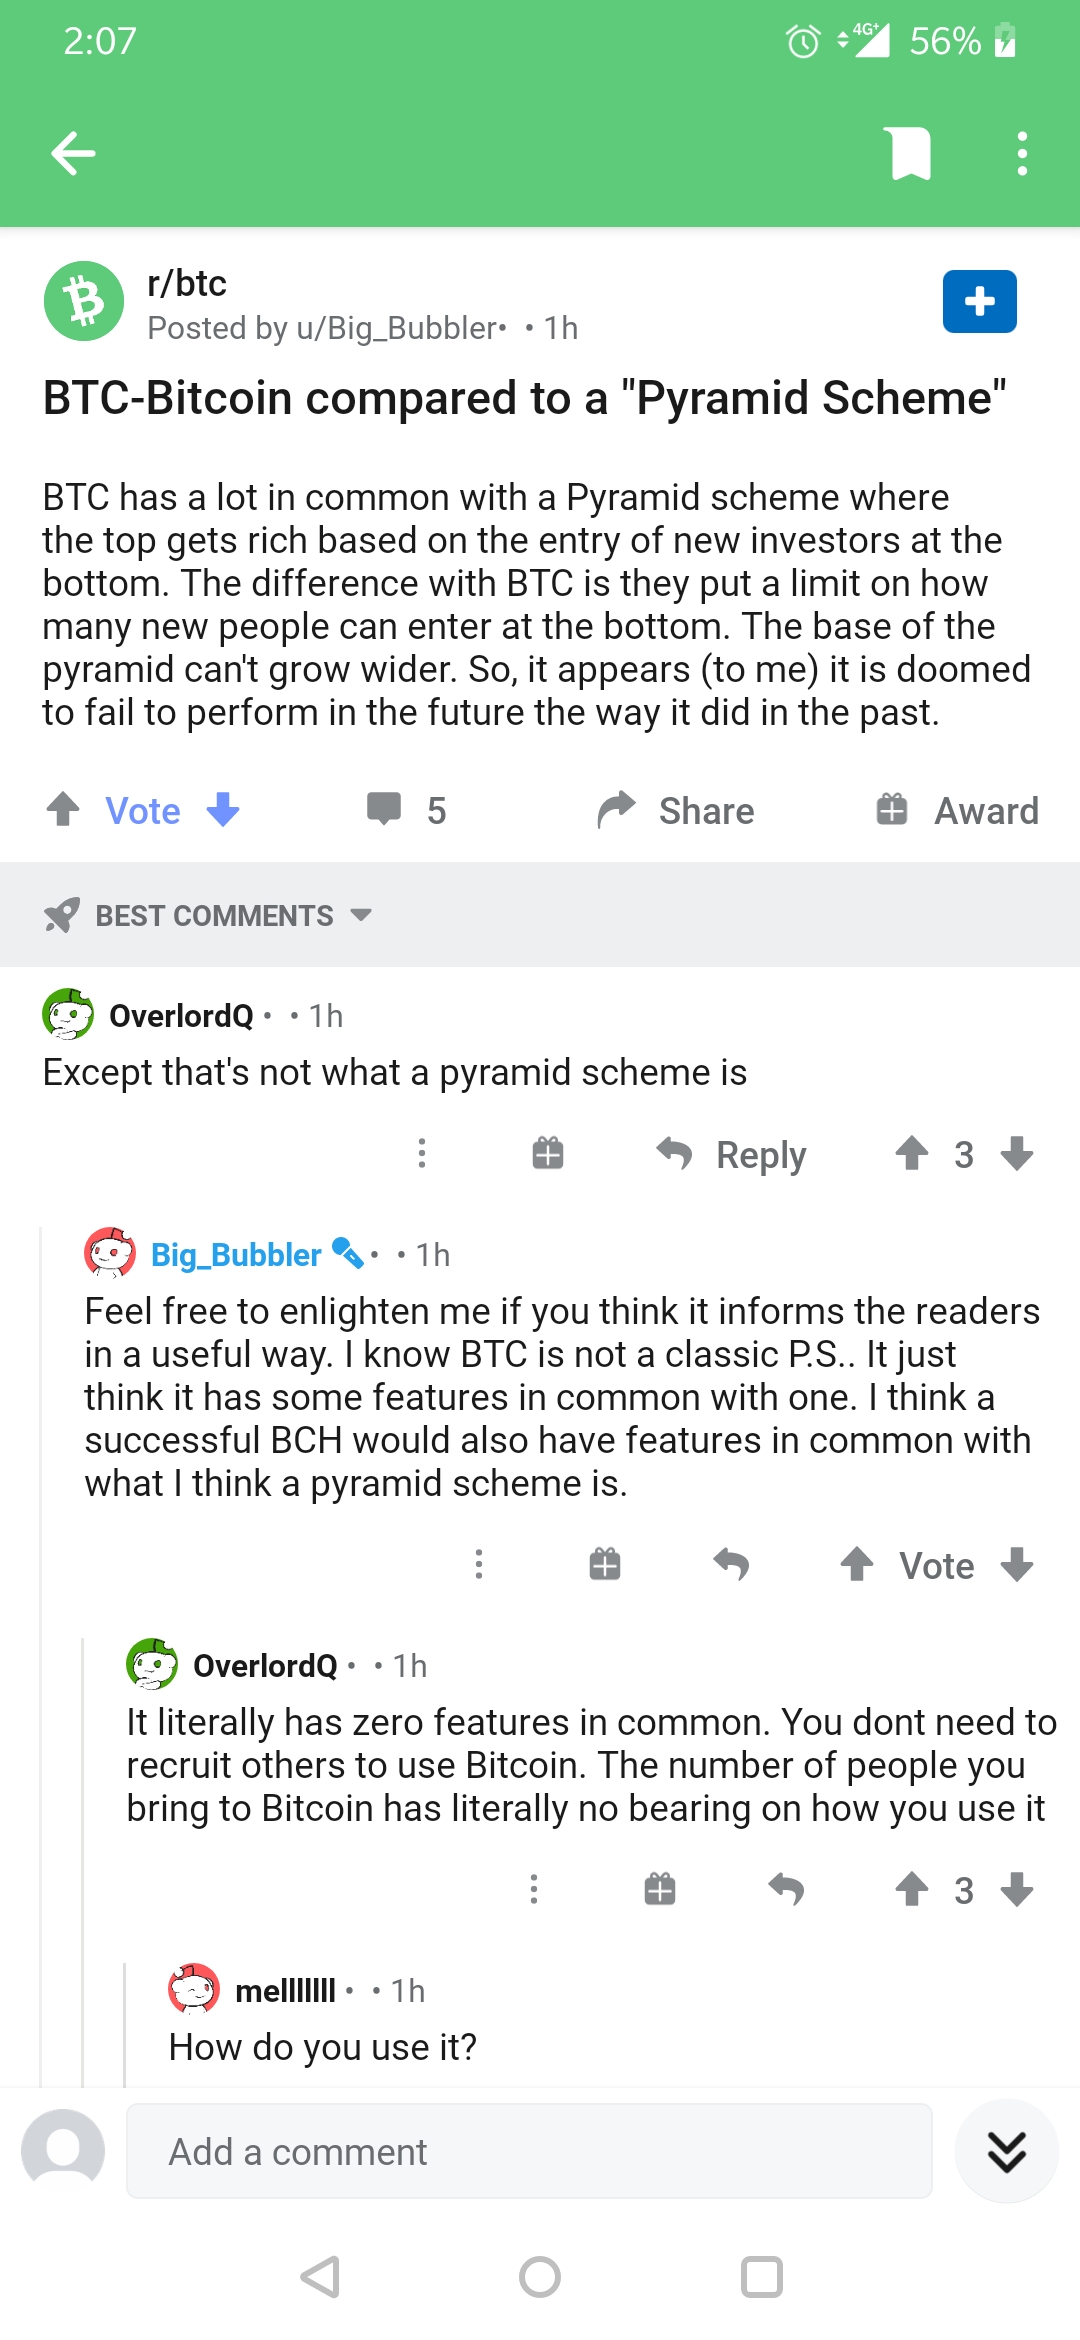 2:07
4G+ 56%
r/btc
Posted by u/Big_Bubbler• • 1h
BTC-Bitcoin compared to a "Pyramid Scheme"
BTC has a lot in common with a Pyramid scheme where
the top gets rich based on the entry of new investors at the
bottom. The difference with BTC is they put a limit on how
many new people can enter at the bottom. The base of the
pyramid can't grow wider. So, it appears (to me) it is doomed
to fail to perform in the future the way it did in the past.
Vote 5 Share Award
BEST COMMENTS
OverlordQ • • 1h
Except that's not what a pyramid scheme is
Reply 3
Big_Bubbler • • 1h
Feel free to enlighten me if you think it informs the readers
in a useful way. I know BTC is not a classic P.S.. It just
think it has some features in common with one. I think a
successful BCH would also have features in common with
what I think a pyramid scheme is.
Vote
OverlordQ • • 1h
It literally has zero features in common. You dont need to
recruit others to use Bitcoin. The number of people you
bring to Bitcoin has literally no bearing on how you use it
3
melllllll • • 1h
How do you use it?
Add a comment